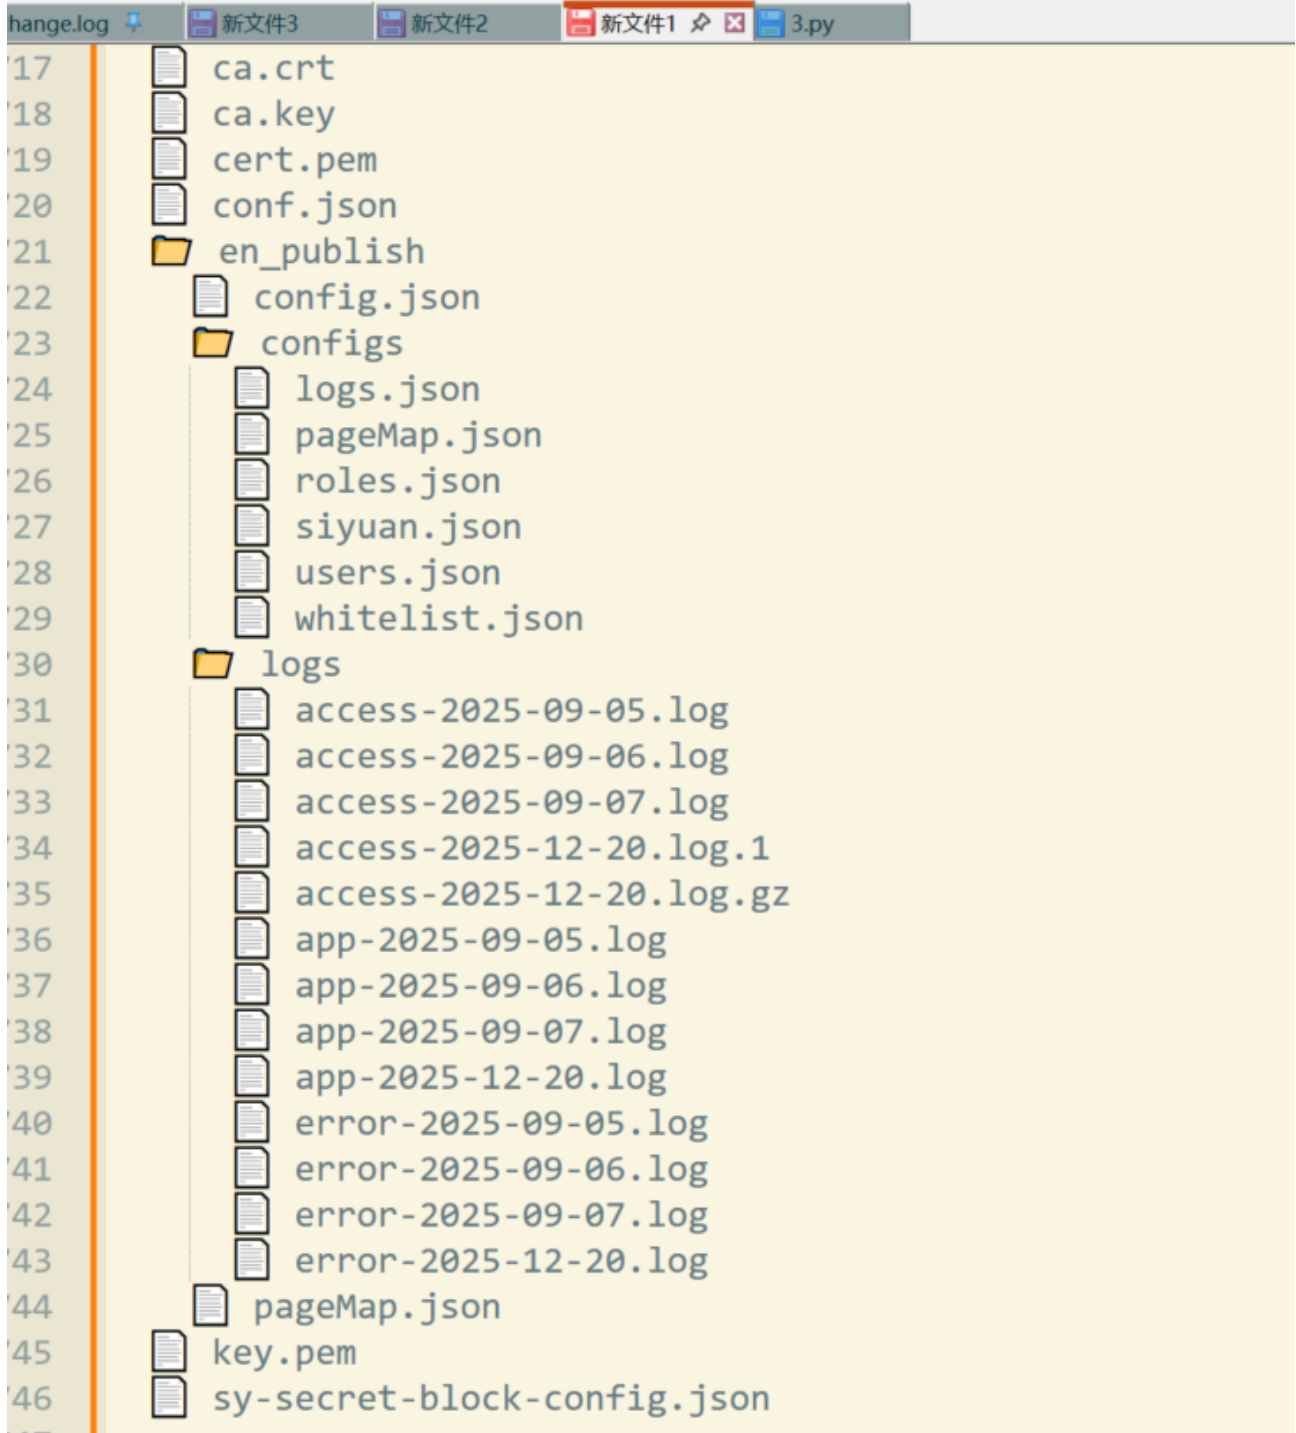 hange.log 新文件3 新文件2 新文件1 3.py
17 ca.crt
18 ca.key
19 cert.pem
20 conf.json
21 en_publish
22 config.json
23 configs
24 logs.json
25 pageMap.json
26 roles.json
27 siyuan.json
28 users.json
29 whitelist.json
30 logs
31 access-2025-09-05.log
32 access-2025-09-06.log
33 access-2025-09-07.log
34 access-2025-12-20.log.1
35 access-2025-12-20.log.gz
36 app-2025-09-05.log
37 app-2025-09-06.log
38 app-2025-09-07.log
39 app-2025-12-20.log
40 error-2025-09-05.log
41 error-2025-09-06.log
42 error-2025-09-07.log
43 error-2025-12-20.log
44 pageMap.json
45 key.pem
46 sy-secret-block-config.json